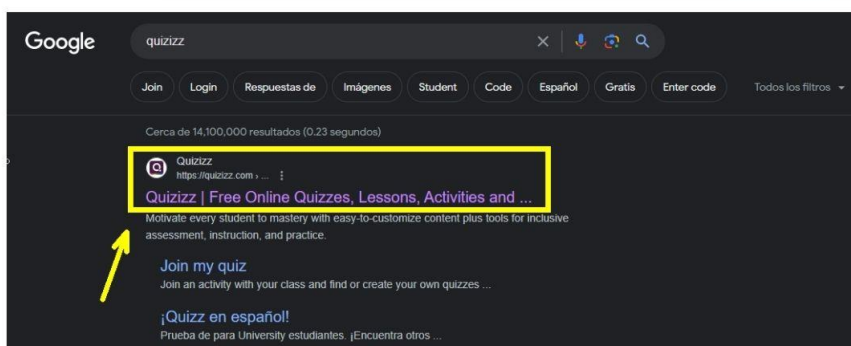 Google
quizizz
Join Login Respuestas de Imágenes Student Code Español Gratis Enter code Todos los filtros
Cerca de 14,100,000 resultados (0.23 segundos)
Quizizz
https://quizizz.com › ...
Quizizz | Free Online Quizzes, Lessons, Activities and ...
Motivate every student to mastery with easy-to-customize content plus tools for inclusive
assessment, instruction, and practice.
Join my quiz
Join an activity with your class and find or create your own quizzes ...
¡Quizz en español!
Prueba de para University estudiantes. ¡Encuentra otros ...